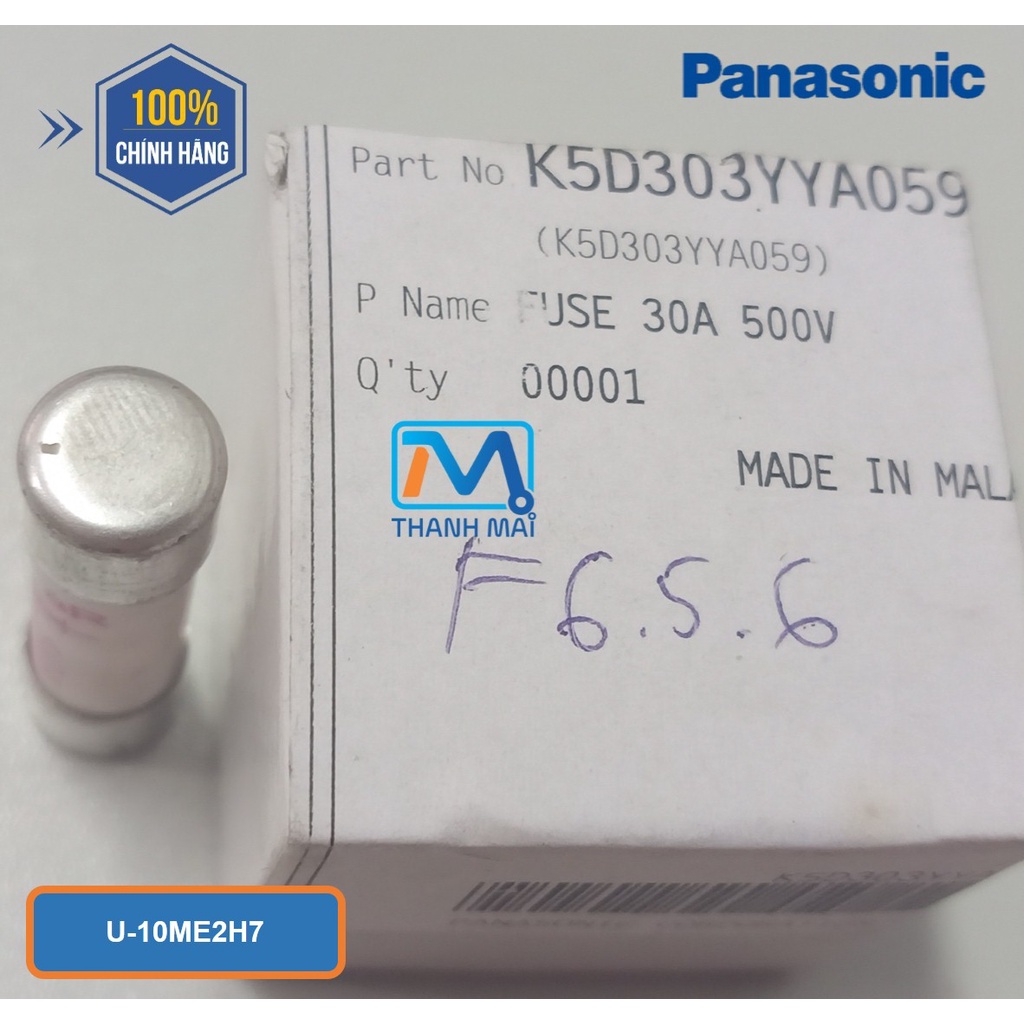 100%
CHÍNH HÃNG
Panasonic
Part No K5D303YYA059
(K5D303YYA059)
P Name FUSE 30A 500V
Q'ty 00001
MADE IN MALA
THANH MAI
F6.5.6
U-10ME2H7